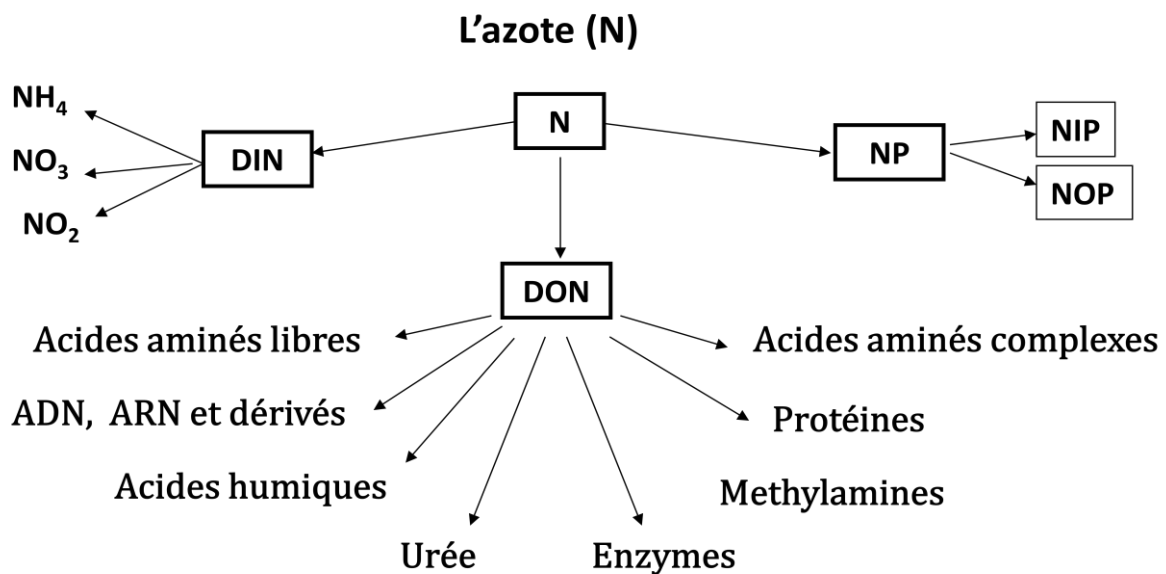 L'azote (N)
NH₄
NO₃
NO₂
DIN
N
NP
NIP
NOP
DON
Acides aminés libres
ADN, ARN et dérivés
Acides humiques
Urée
Enzymes
Methylamines
Protéines
Acides aminés complexes